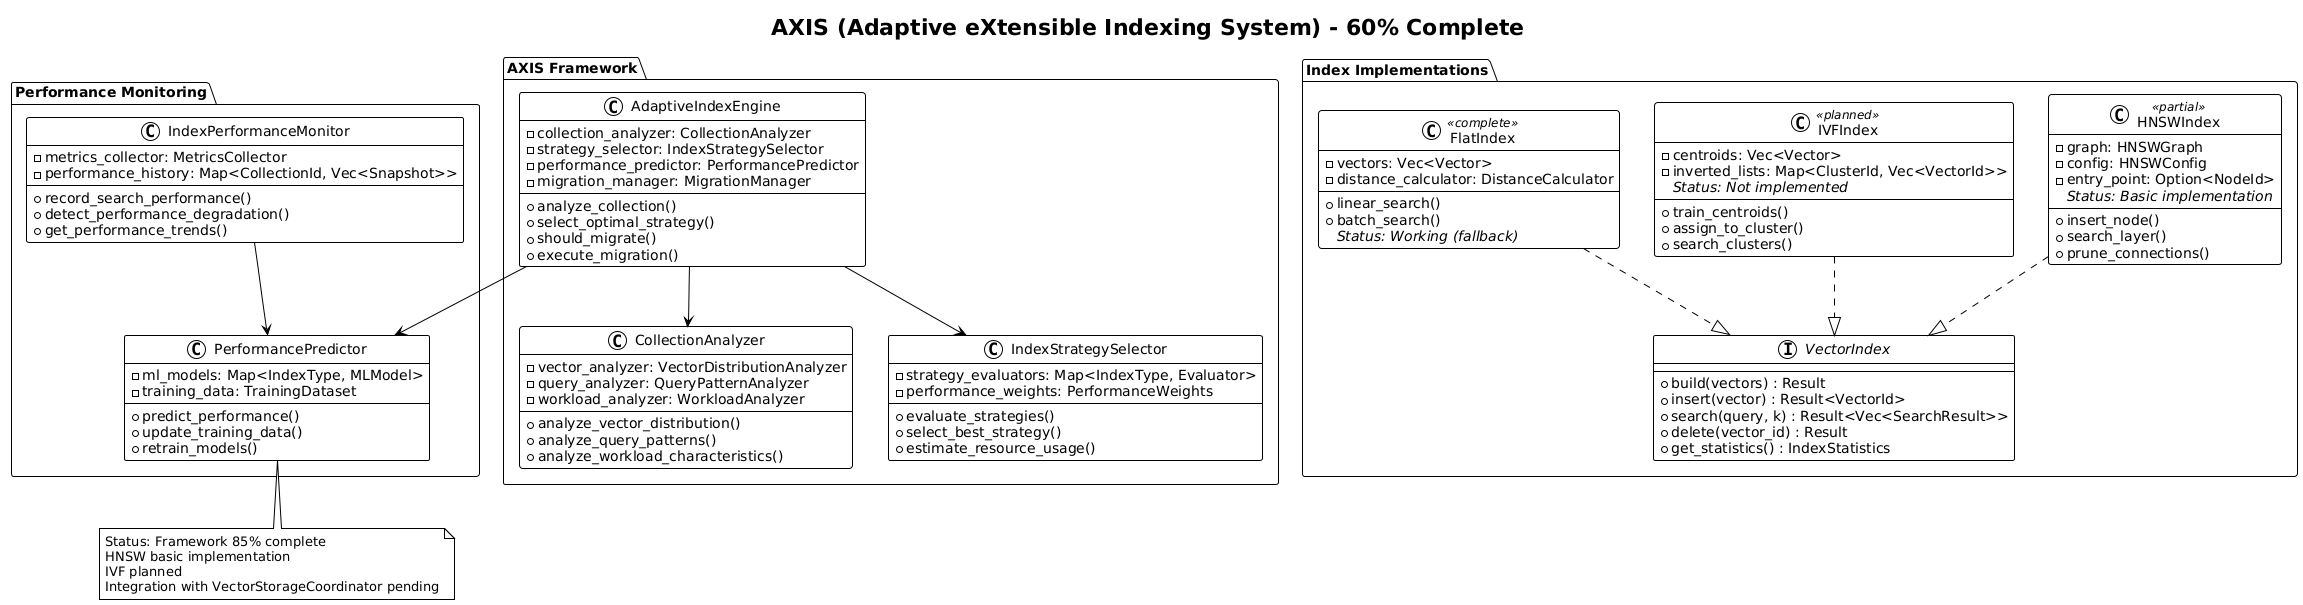 AXIS (Adaptive eXtensible Indexing System) - 60% Complete
Performance Monitoring
C IndexPerformanceMonitor
metrics_collector: MetricsCollector
performance_history: Map<CollectionId, Vec<Snapshot>>
record_search_performance()
detect_performance_degradation()
get_performance_trends()
C PerformancePredictor
ml_models: Map<IndexType, MLModel>
training_data: TrainingDataset
predict_performance()
update_training_data()
retrain_models()
Status: Framework 85% complete
HNSW basic implementation
IVF planned
Integration with VectorStorageCoordinator pending
AXIS Framework
C AdaptiveIndexEngine
collection_analyzer: CollectionAnalyzer
strategy_selector: IndexStrategySelector
performance_predictor: PerformancePredictor
migration_manager: MigrationManager
analyze_collection()
select_optimal_strategy()
should_migrate()
execute_migration()
C CollectionAnalyzer
vector_analyzer: VectorDistributionAnalyzer
query_analyzer: QueryPatternAnalyzer
workload_analyzer: WorkloadAnalyzer
analyze_vector_distribution()
analyze_query_patterns()
analyze_workload_characteristics()
C IndexStrategySelector
strategy_evaluators: Map<IndexType, Evaluator>
performance_weights: PerformanceWeights
evaluate_strategies()
select_best_strategy()
estimate_resource_usage()
Index Implementations
«complete»
C FlatIndex
vectors: Vec<Vector>
distance_calculator: DistanceCalculator
linear_search()
batch_search()
Status: Working (fallback)
«planned»
C IVFIndex
centroids: Vec<Vector>
inverted_lists: Map<ClusterId, Vec<VectorId>>
Status: Not implemented
train_centroids()
assign_to_cluster()
search_clusters()
«partial»
C HNSWIndex
graph: HNSWGraph
config: HNSWConfig
entry_point: Option<NodeId>
Status: Basic implementation
insert_node()
search_layer()
prune_connections()
I VectorIndex
build(vectors) : Result
insert(vector) : Result<VectorId>
search(query, k) : Result<Vec<SearchResult>>
delete(vector_id) : Result
get_statistics() : IndexStatistics